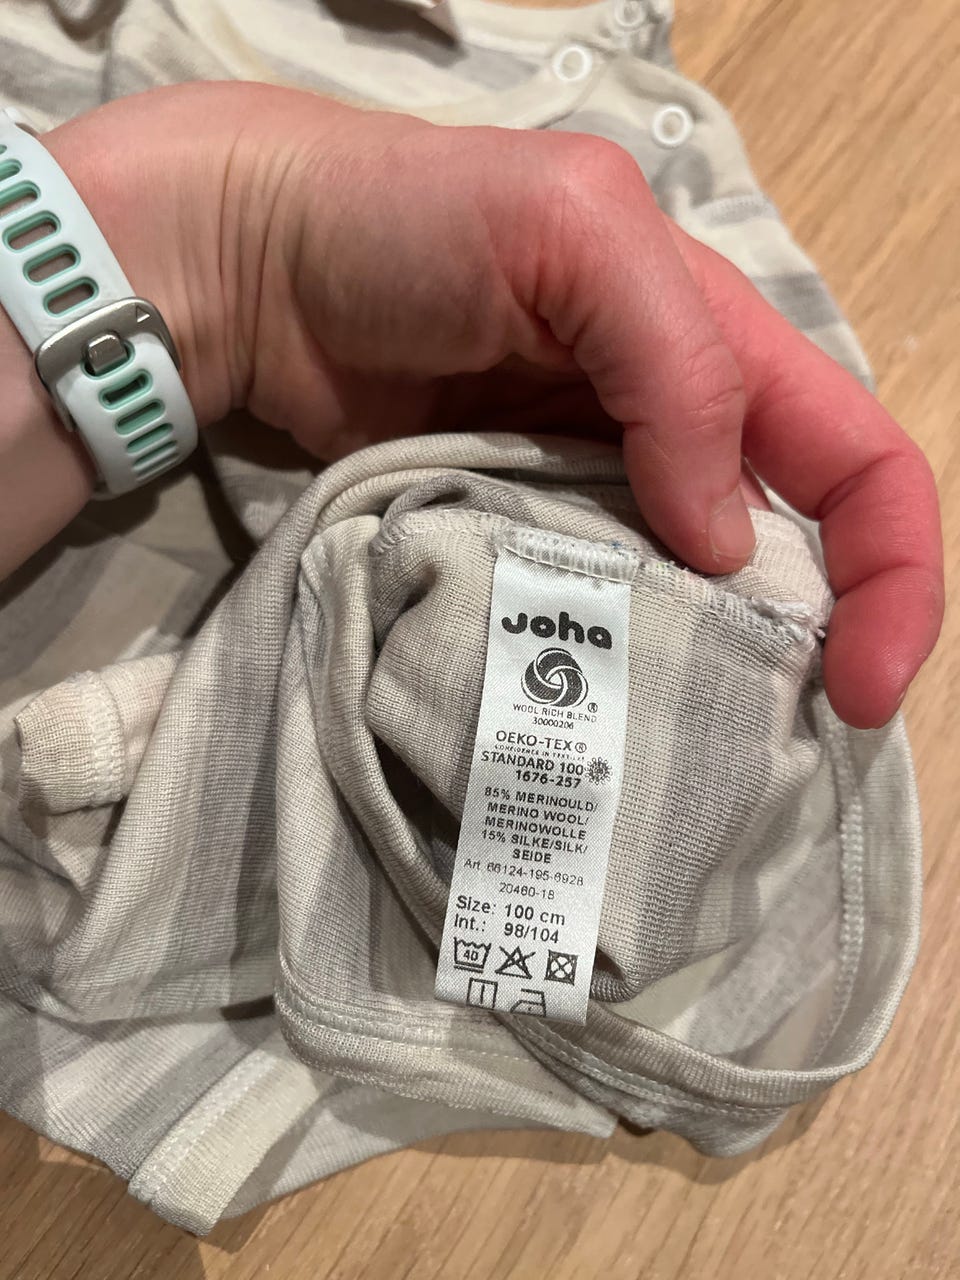 Joha
WOOL RICH BLEND
30000206
OEKO-TEX®
CONFIDENCE IN TEXTILES
STANDARD 100
1676-257
85% MERINOULD/
MERINO WOOL/
MERINOWOLLE
15% SILKE/SILK/
SEIDE
Art. 66124-195-6928
20460-18
Size: 100 cm
Int.: 98/104
40